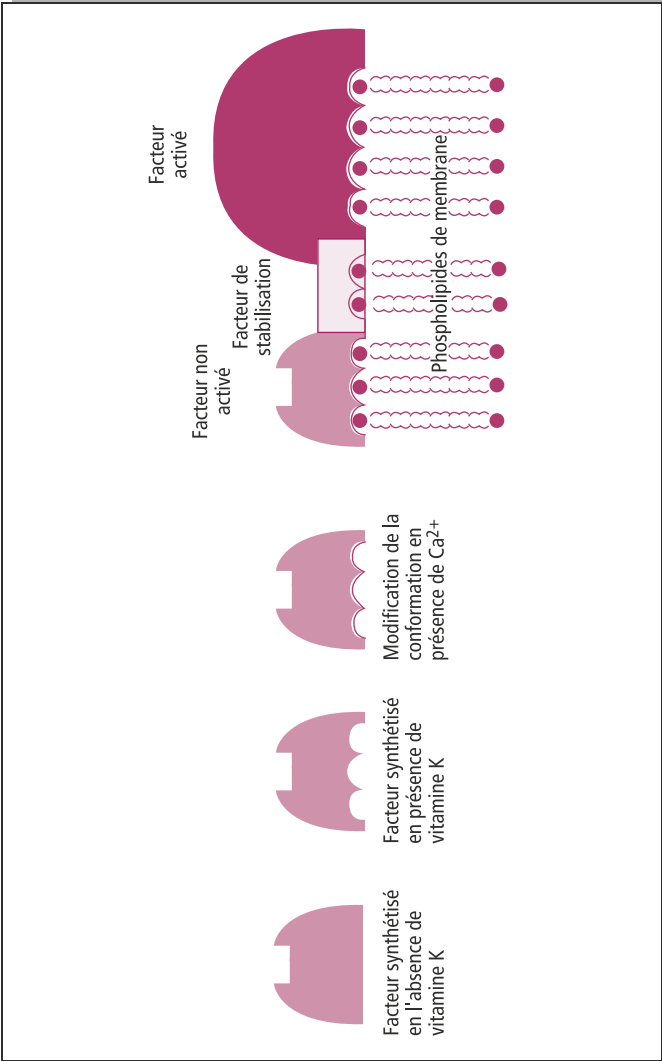 Facteur synthétisé
en l'absence de
vitamine K
Facteur synthétisé
en présence de
vitamine K
Modification de la
conformation en
présence de Ca2+
Facteur non
activé
Facteur de
stabilisation
Facteur
activé
Phospholipides de membrane